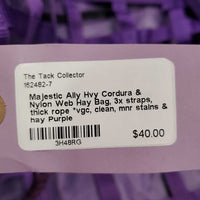 The Tack Collector
162482-7
Majestic Ally Hvy Cordura &
Nylon Web Hay Bag, 3x straps,
thick rope *vgc, clean, mnr stains &
hay Purple
$40.00
3H48RG